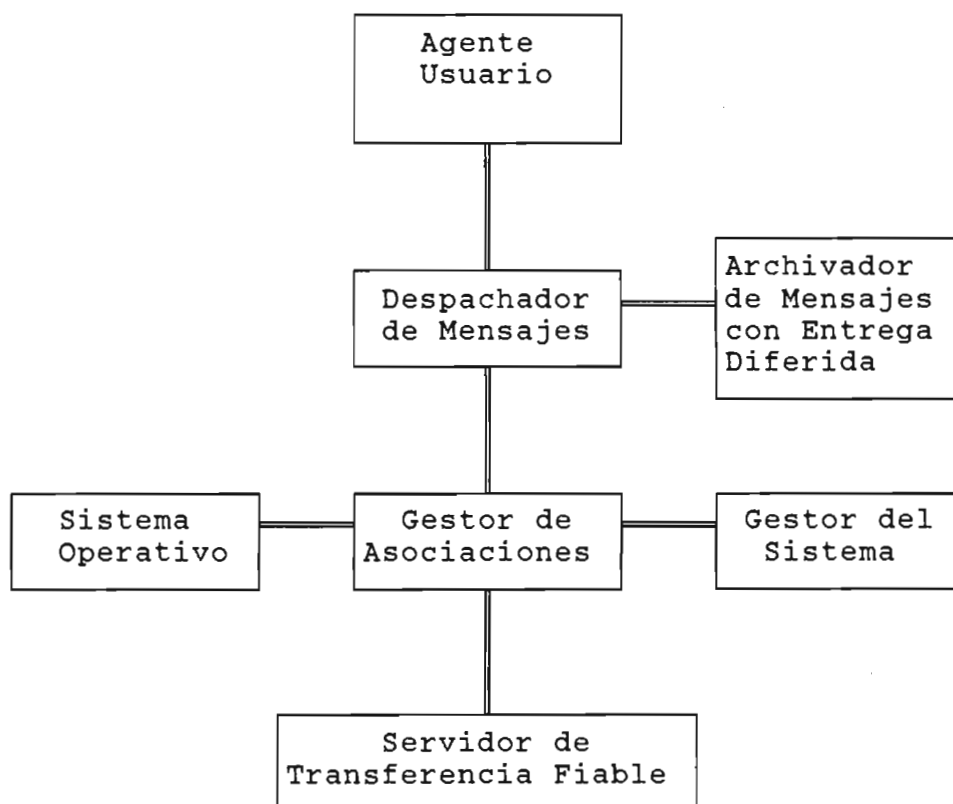 Agente
Usuario
Despachador
de Mensajes
Archivador
de Mensajes
con Entrega
Diferida
Sistema
Operativo
Gestor de
Asociaciones
Gestor del
Sistema
Servidor de
Transferencia Fiable